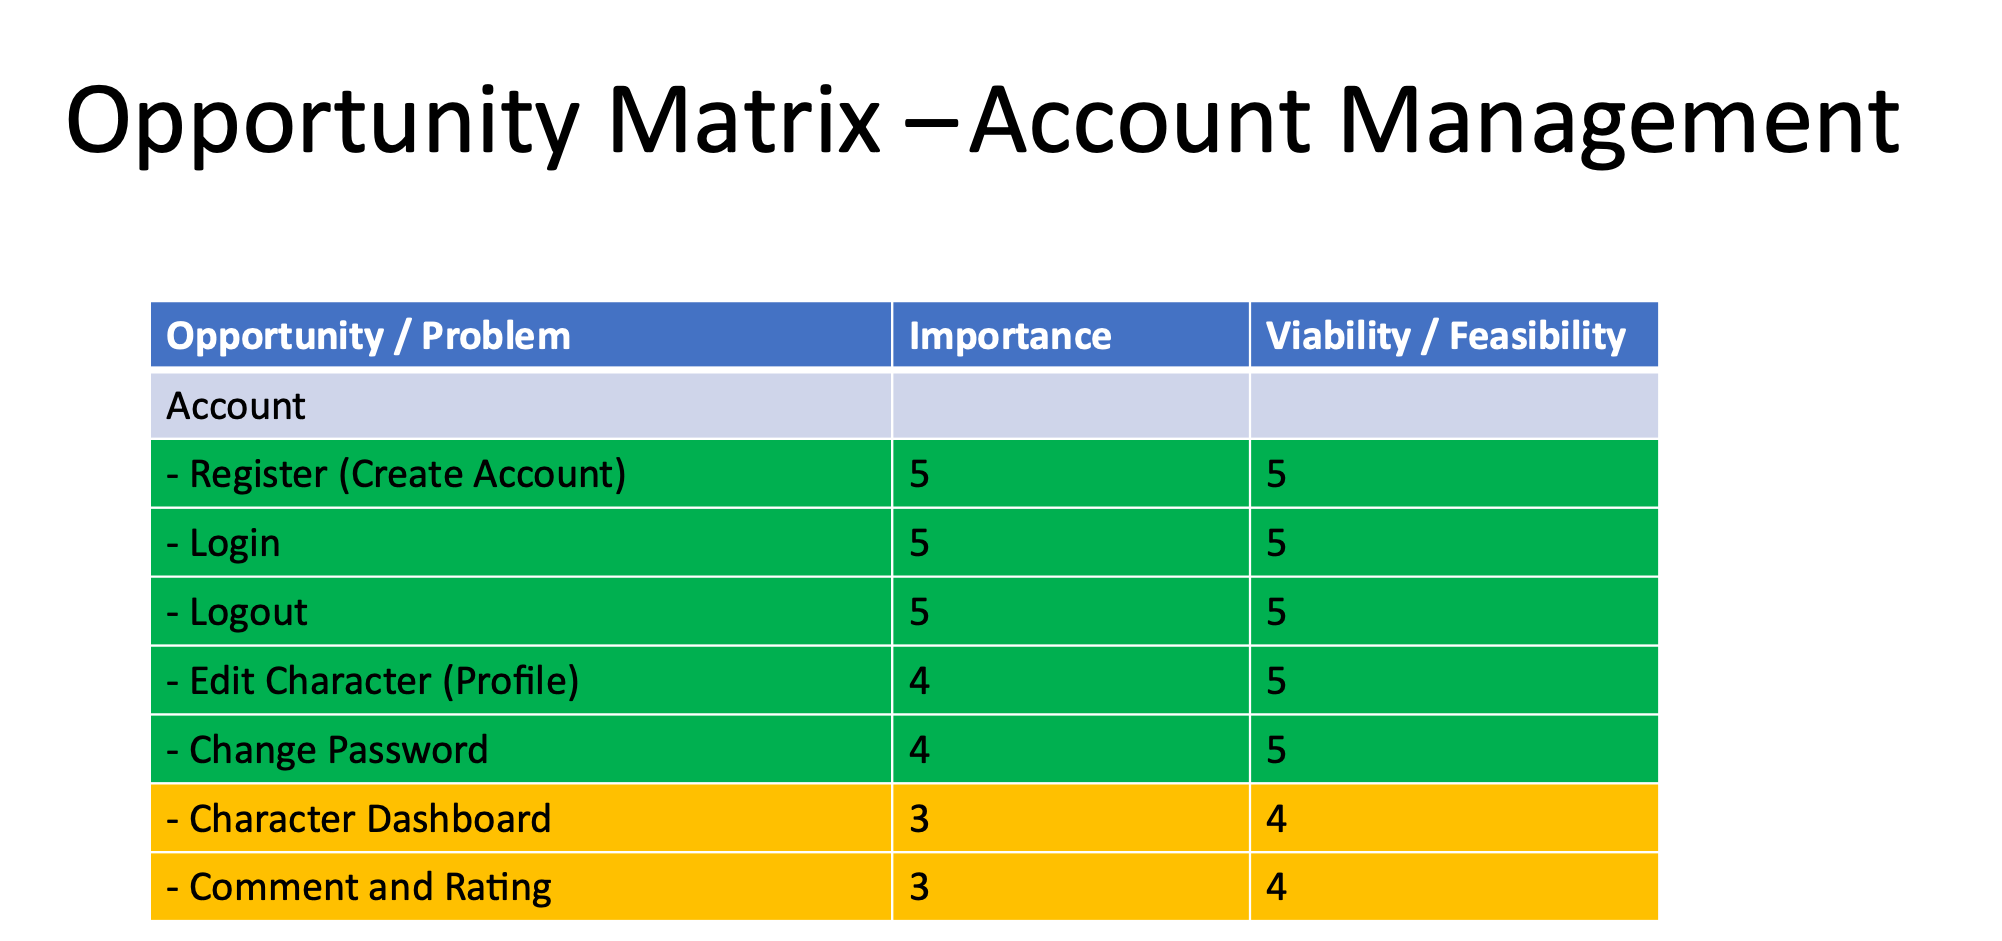 Opportunity Matrix –Account Management
Opportunity / Problem Importance Viability / Feasibility
Account
- Register (Create Account) 5 5
- Login 5 5
- Logout 5 5
- Edit Character (Profile) 4 5
- Change Password 4 5
- Character Dashboard 3 4
- Comment and Rating 3 4